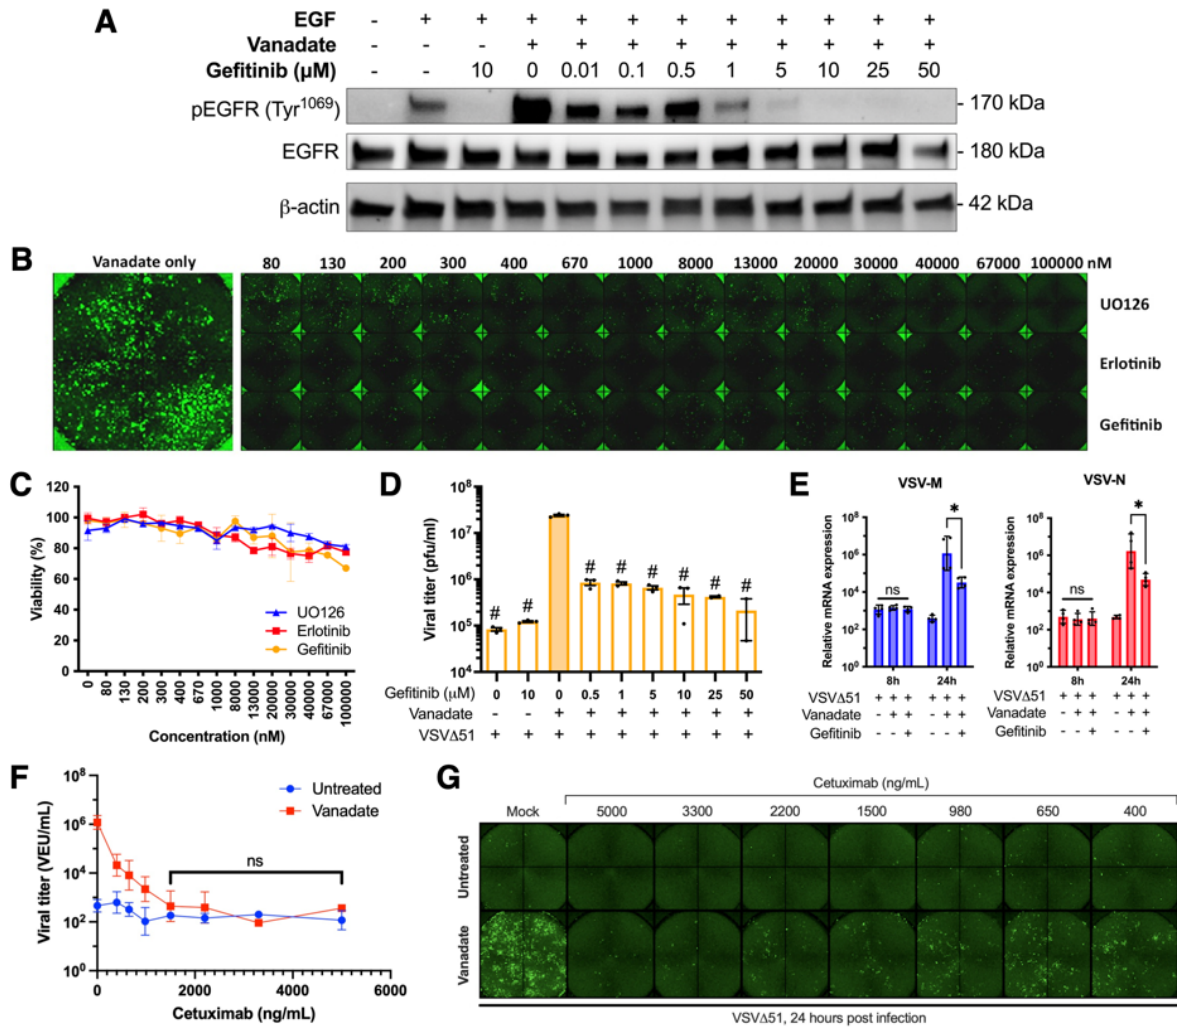 A
EGF - + + + + + + + + + + +
Vanadate - - - + + + + + + + + +
Gefitinib (µM) - - 10 0 0.01 0.1 0.5 1 5 10 25 50
pEGFR (Tyr1069) - 170 kDa
EGFR - 180 kDa
β-actin - 42 kDa
B
Vanadate only
80 130 200 300 400 670 1000 8000 13000 20000 30000 40000 67000 100000 nM
UO126
Erlotinib
Gefitinib
C
Viability (%)
120
100
80
60
40
20
0
UO126
Erlotinib
Gefitinib
0 80 130 200 300 400 670 1000 8000 13000 20000 30000 40000 67000 100000
Concentration (nM)
D
Viral titer (pfu/ml)
10^8
10^7
10^6
10^5
10^4
# # # # # # # #
Gefitinib (µM) 0 10 0 0.5 1 5 10 25 50
Vanadate - - + + + + + + +
VSVΔ51 + + + + + + + + +
E
VSV-M
Relative mRNA expression
10^8
10^6
10^4
10^2
10^0
ns
*
8h 24h
VSVΔ51 + + + + + +
Vanadate - + + - + +
Gefitinib - - + - - +
VSV-N
Relative mRNA expression
10^8
10^6
10^4
10^2
10^0
ns
*
8h 24h
VSVΔ51 + + + + + +
Vanadate - + + - + +
Gefitinib - - + - - +
F
Viral titer (VEU/mL)
10^8
10^6
10^4
10^2
10^0
Untreated
Vanadate
ns
0 2000 4000 6000
Cetuximab (ng/mL)
G
Cetuximab (ng/mL)
Mock 5000 3300 2200 1500 980 650 400
Untreated
Vanadate
VSVΔ51, 24 hours post infection